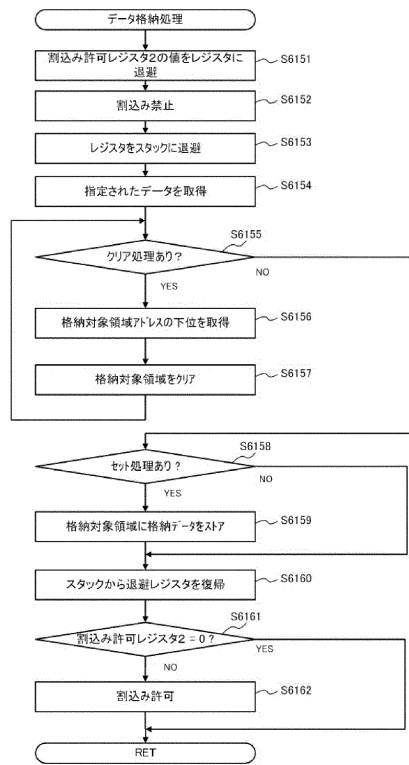 データ格納処理
割込み許可レジスタ2の値をレジスタに
退避
S6151
割込み禁止
S6152
レジスタをスタックに退避
S6153
指定されたデータを取得
S6154
クリア処理あり?
S6155
NO
YES
格納対象領域アドレスの下位を取得
S6156
格納対象領域をクリア
S6157
セット処理あり?
S6158
NO
YES
格納対象領域に格納データをストア
S6159
スタックから退避レジスタを復帰
S6160
割込み許可レジスタ2=0?
S6161
YES
NO
割込み許可
S6162
RET